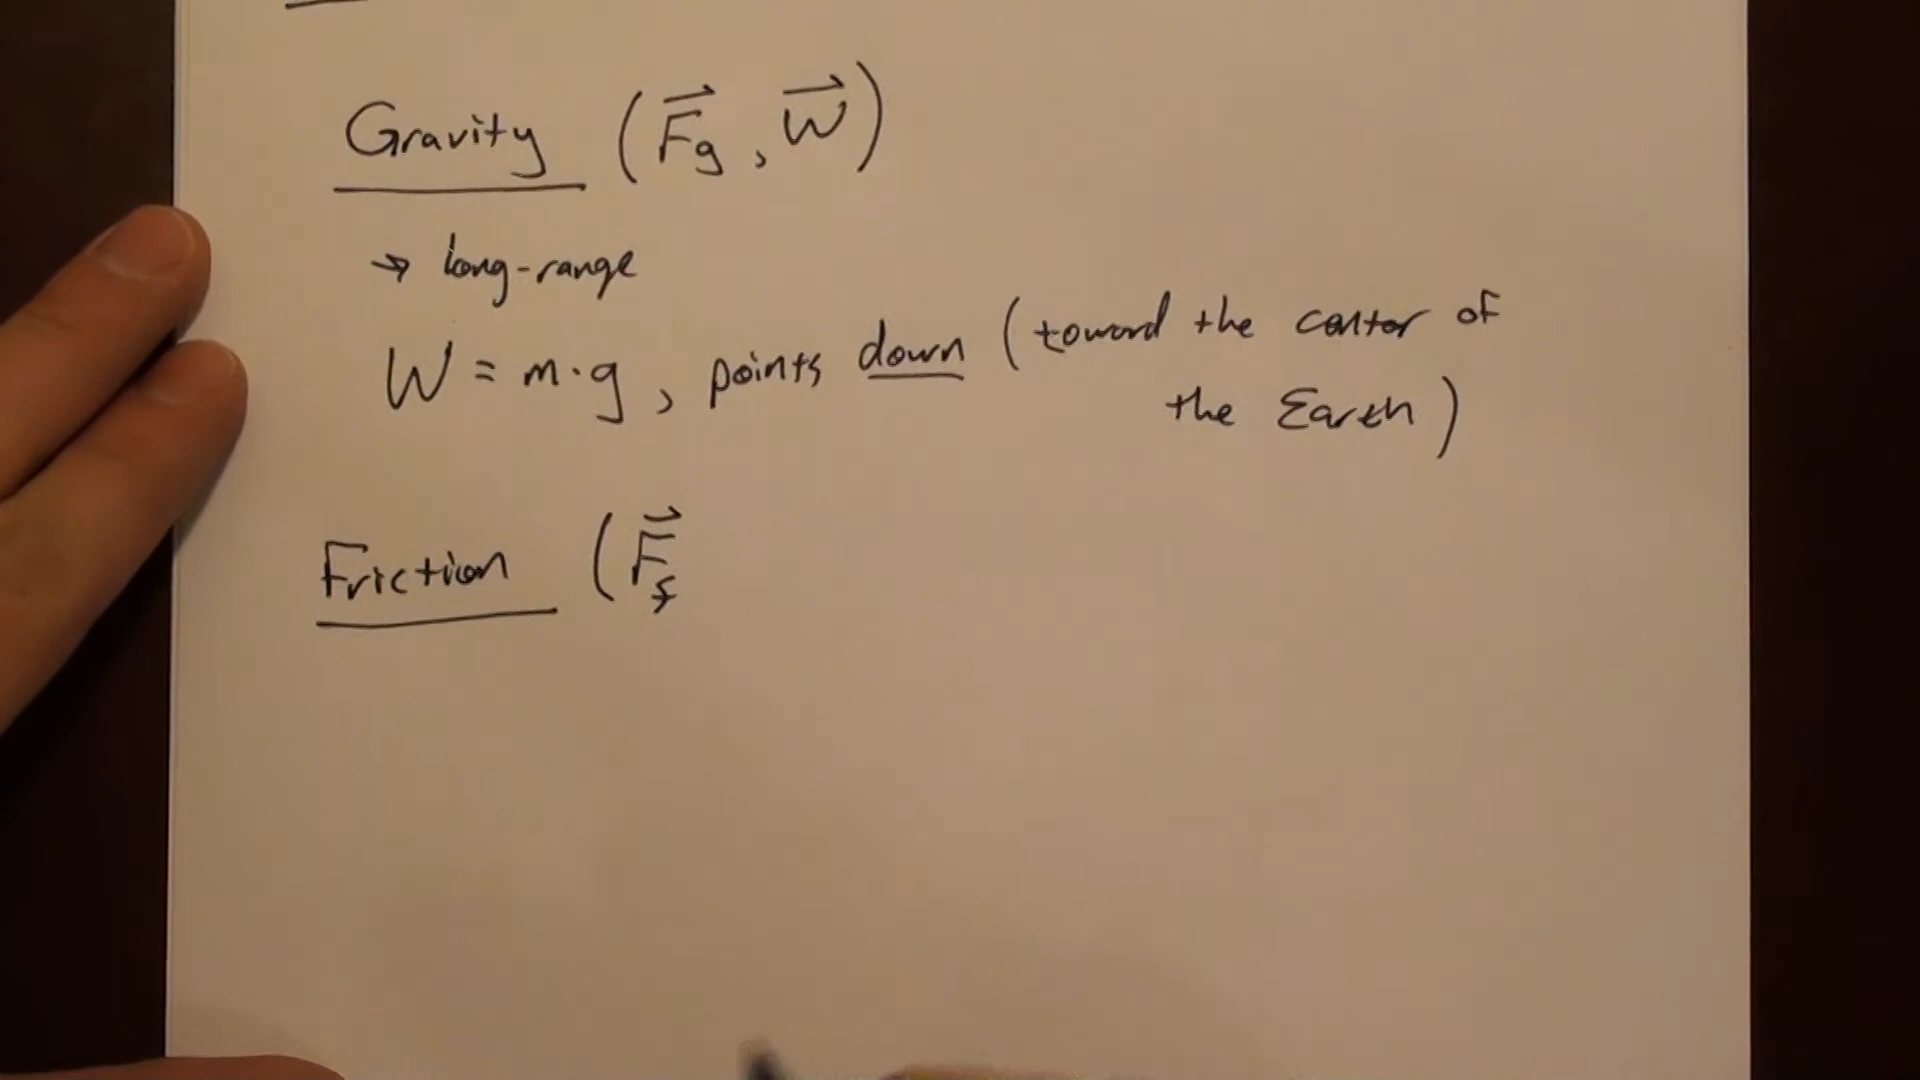 Gravity (F⃗g, W⃗)
→ long-range
W = m·g, points down (toward the center of
the Earth)
Friction (F⃗f